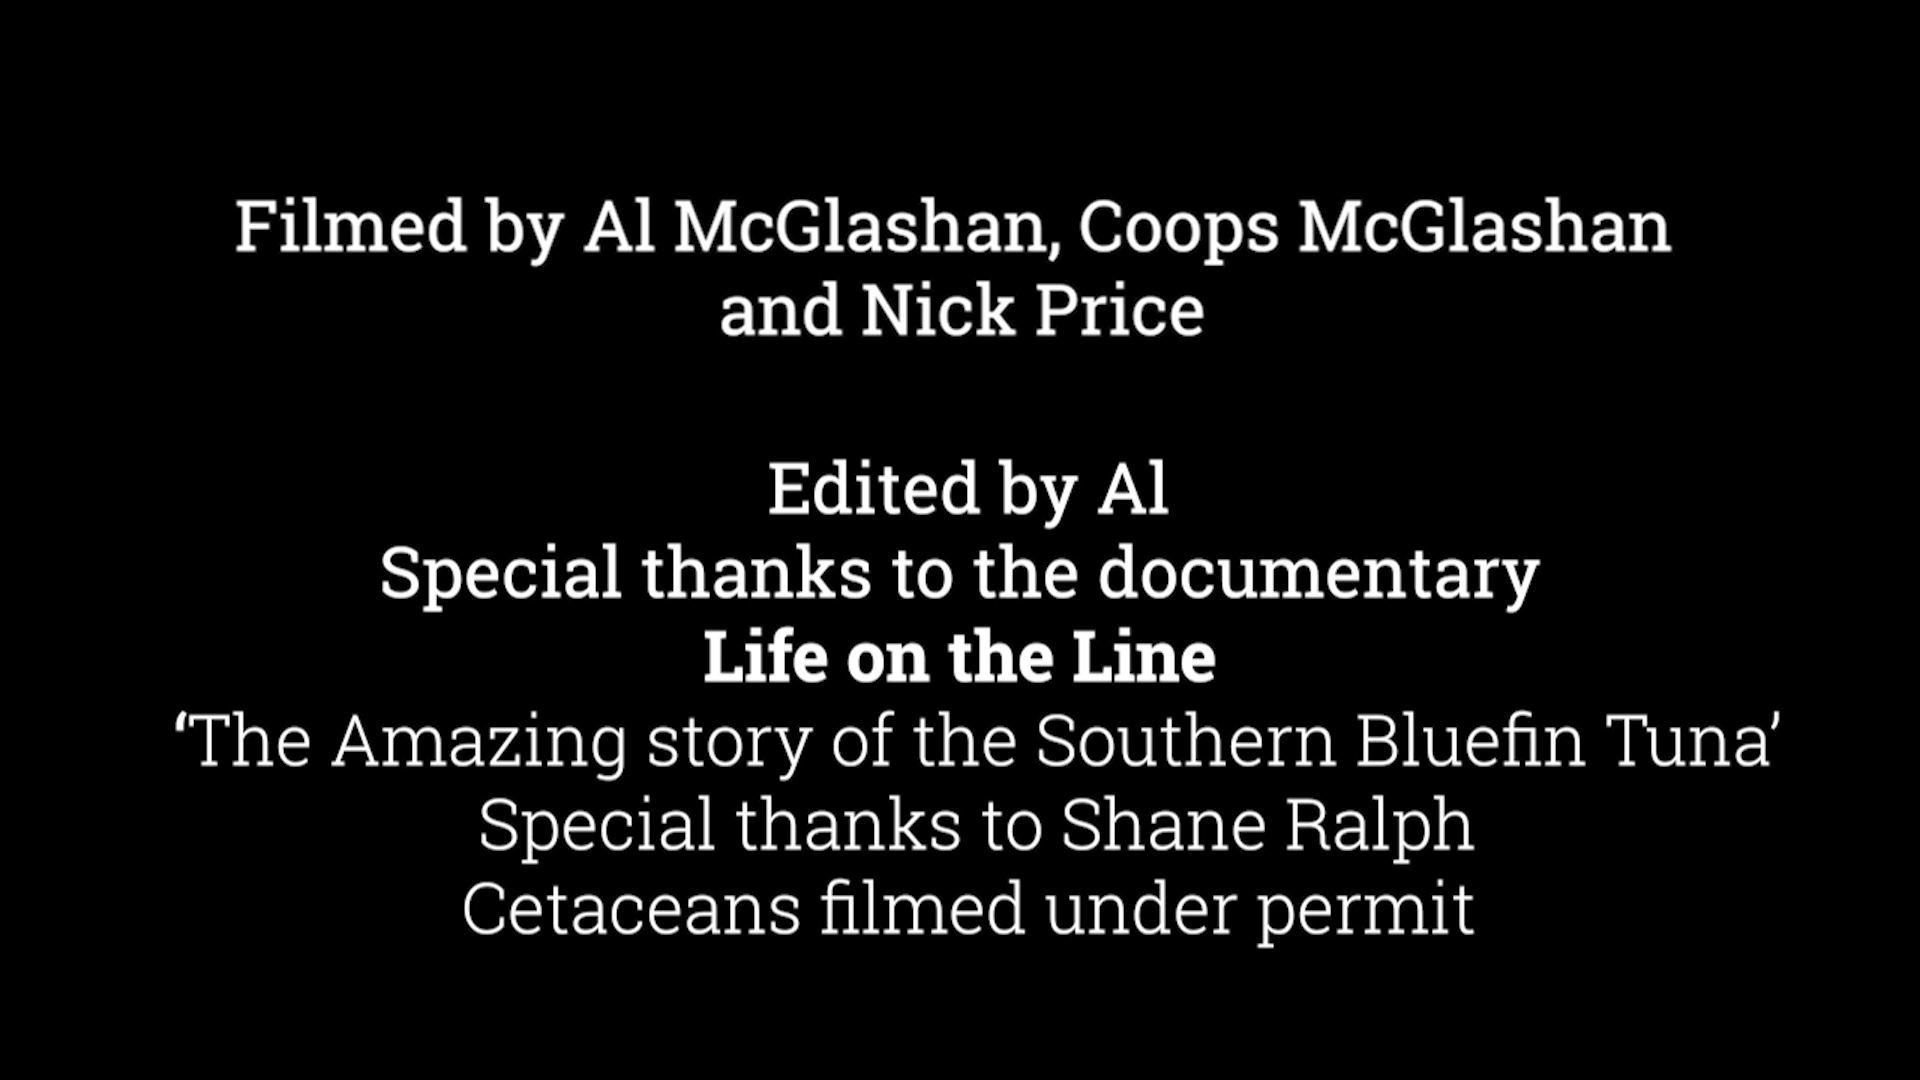 Filmed by Al McGlashan, Coops McGlashan
and Nick Price
Edited by Al
Special thanks to the documentary
Life on the Line
‘The Amazing story of the Southern Bluefin Tuna’
Special thanks to Shane Ralph
Cetaceans filmed under permit